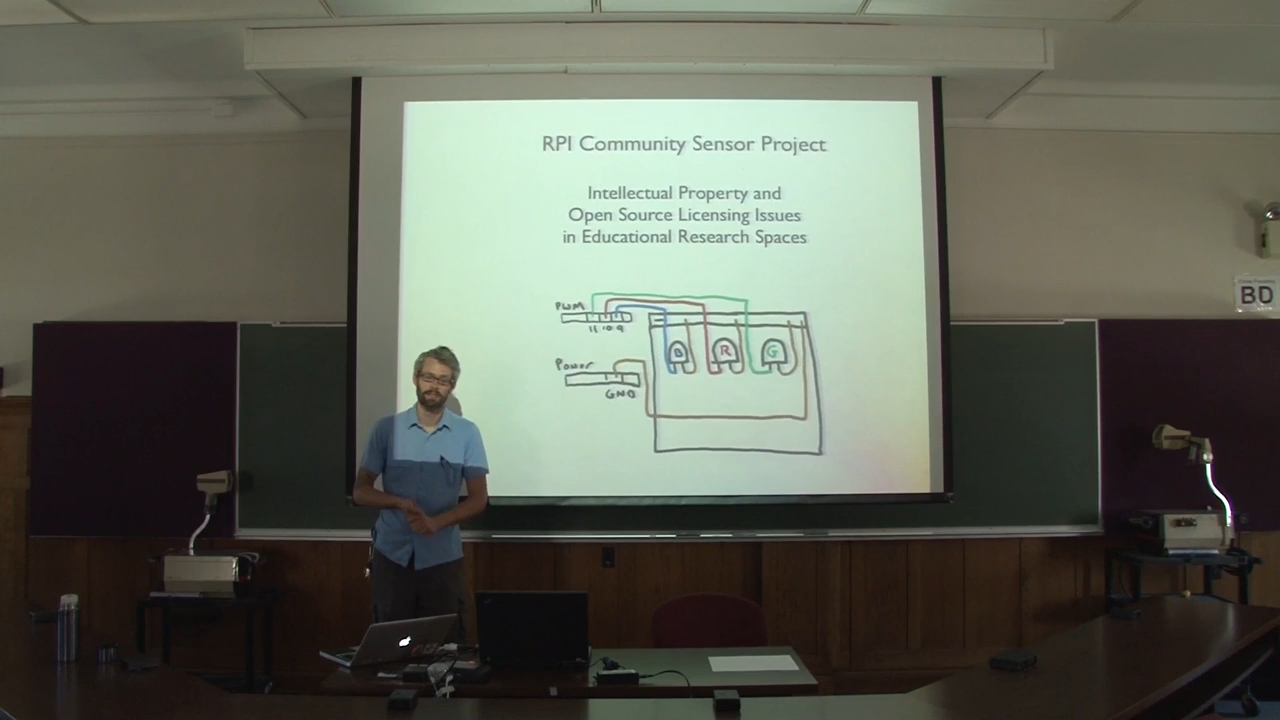 RPI Community Sensor Project
Intellectual Property and
Open Source Licensing Issues
in Educational Research Spaces
PWM
11 10 9
B R G
Power
GND
BD